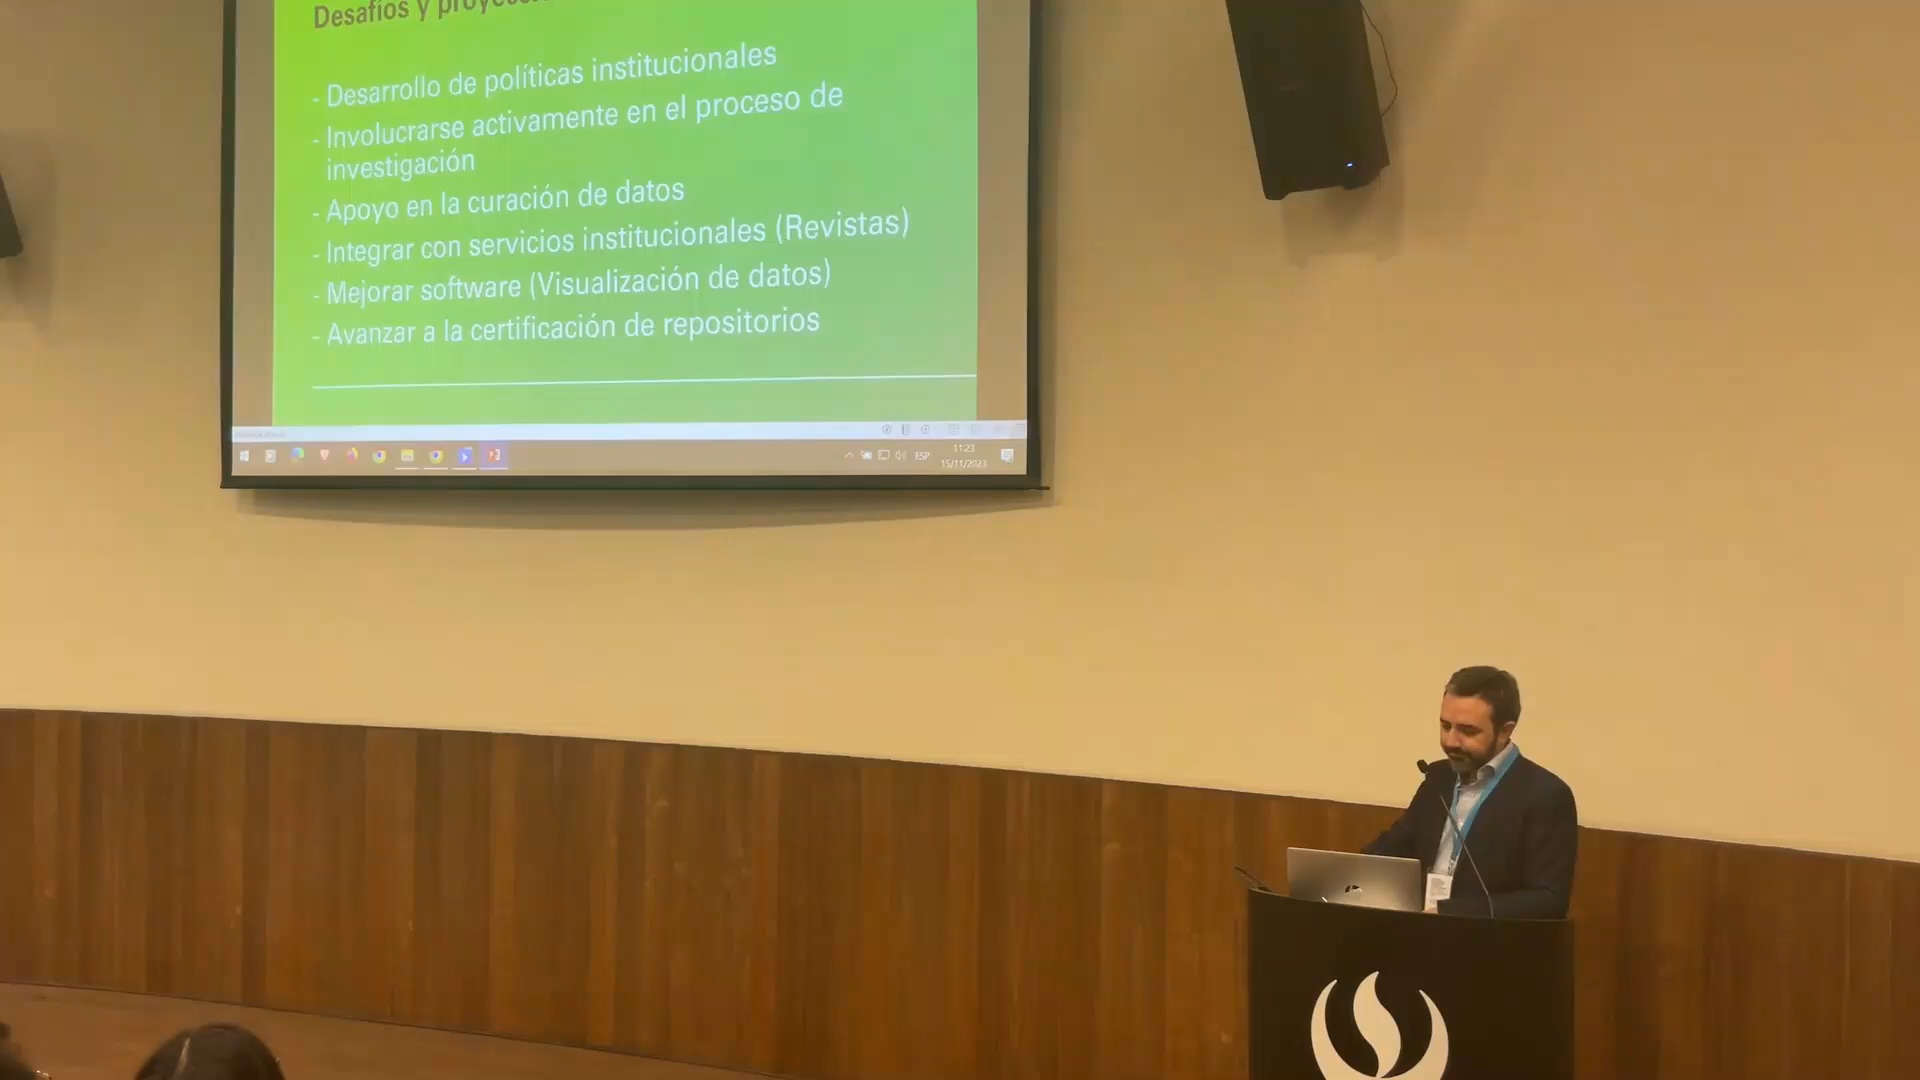 Desafíos y
- Desarrollo de políticas institucionales
- Involucrarse activamente en el proceso de
investigación
- Apoyo en la curación de datos
- Integrar con servicios institucionales (Revistas)
- Mejorar software (Visualización de datos)
- Avanzar a la certificación de repositorios
ESP
11:23
15/11/2023